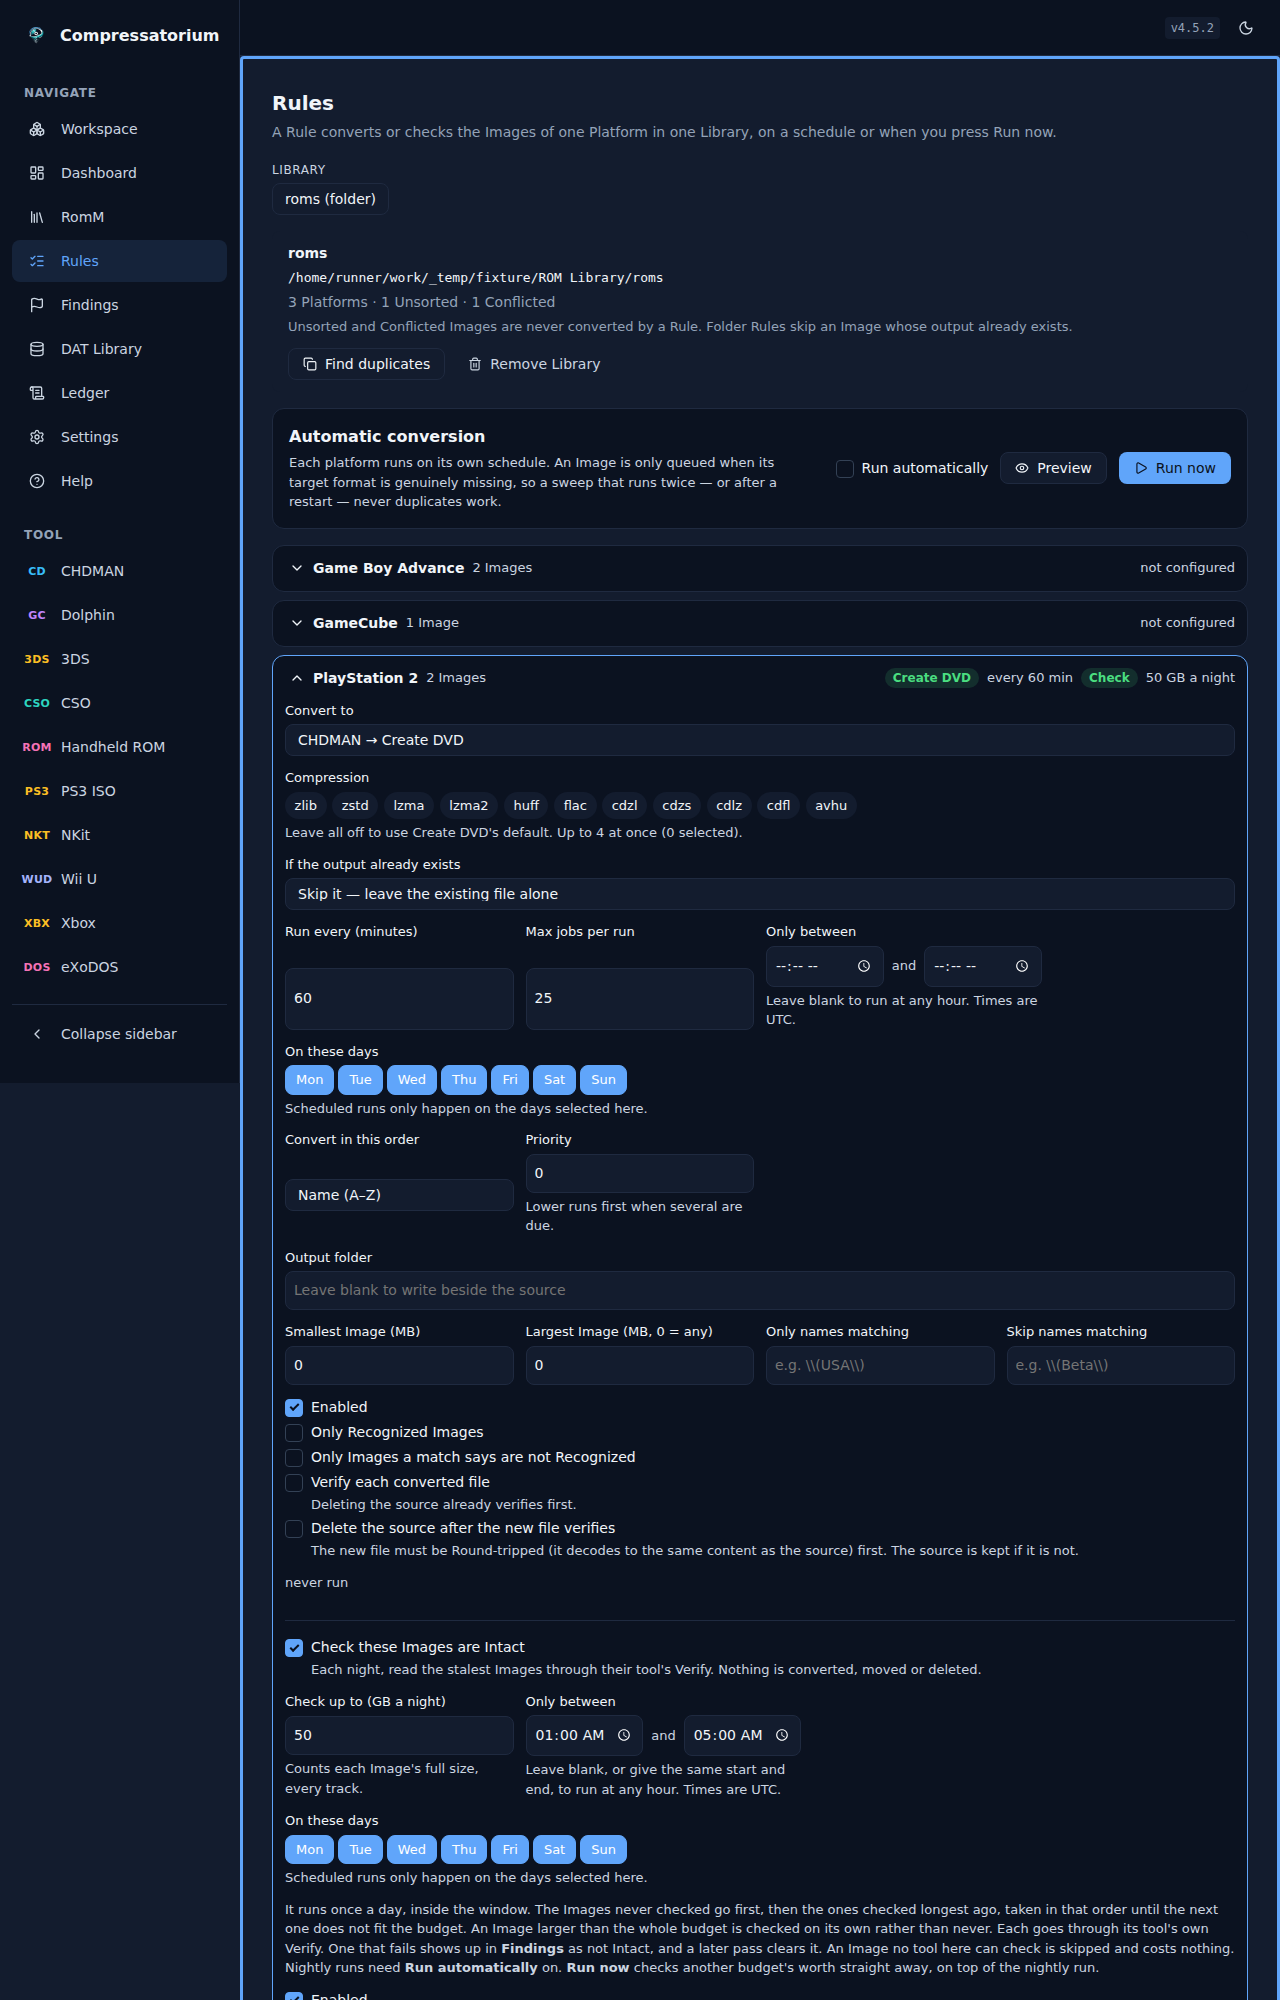 Compressatorium
v4.5.2
NAVIGATE
Workspace
Dashboard
RomM
Rules
Findings
DAT Library
Ledger
Settings
Help
TOOL
CD CHDMAN
GC Dolphin
3DS 3DS
CSO CSO
ROM Handheld ROM
PS3 PS3 ISO
NKT NKit
WUD Wii U
XBX Xbox
DOS eXoDOS
Collapse sidebar
Rules
A Rule converts or checks the Images of one Platform in one Library, on a schedule or when you press Run now.
LIBRARY
roms (folder)
roms
/home/runner/work/_temp/fixture/ROM Library/roms
3 Platforms · 1 Unsorted · 1 Conflicted
Unsorted and Conflicted Images are never converted by a Rule. Folder Rules skip an Image whose output already exists.
Find duplicates Remove Library
Automatic conversion
Each platform runs on its own schedule. An Image is only queued when its
target format is genuinely missing, so a sweep that runs twice — or after a
restart — never duplicates work.
Run automatically Preview Run now
Game Boy Advance 2 Images not configured
GameCube 1 Image not configured
PlayStation 2 2 Images Create DVD every 60 min Check 50 GB a night
Convert to
CHDMAN → Create DVD
Compression
zlib zstd lzma lzma2 huff flac cdzl cdzs cdlz cdfl avhu
Leave all off to use Create DVD's default. Up to 4 at once (0 selected).
If the output already exists
Skip it — leave the existing file alone
Run every (minutes) Max jobs per run Only between
60 25 --:-- -- and --:-- --
Leave blank to run at any hour. Times are
UTC.
On these days
Mon Tue Wed Thu Fri Sat Sun
Scheduled runs only happen on the days selected here.
Convert in this order Priority
Name (A–Z) 0
Lower runs first when several are
due.
Output folder
Leave blank to write beside the source
Smallest Image (MB) Largest Image (MB, 0 = any) Only names matching Skip names matching
0 0 e.g. \\(USA\\) e.g. \\(Beta\\)
Enabled
Only Recognized Images
Only Images a match says are not Recognized
Verify each converted file
Deleting the source already verifies first.
Delete the source after the new file verifies
The new file must be Round-tripped (it decodes to the same content as the source) first. The source is kept if it is not.
never run
Check these Images are Intact
Each night, read the stalest Images through their tool's Verify. Nothing is converted, moved or deleted.
Check up to (GB a night) Only between
50 01:00 AM and 05:00 AM
Counts each Image's full size,
every track.
Leave blank, or give the same start and
end, to run at any hour. Times are UTC.
On these days
Mon Tue Wed Thu Fri Sat Sun
Scheduled runs only happen on the days selected here.
It runs once a day, inside the window. The Images never checked go first, then the ones checked longest ago, taken in that order until the next
one does not fit the budget. An Image larger than the whole budget is checked on its own rather than never. Each goes through its tool's own
Verify. One that fails shows up in Findings as not Intact, and a later pass clears it. An Image no tool here can check is skipped and costs nothing.
Nightly runs need Run automatically on. Run now checks another budget's worth straight away, on top of the nightly run.
Enabled